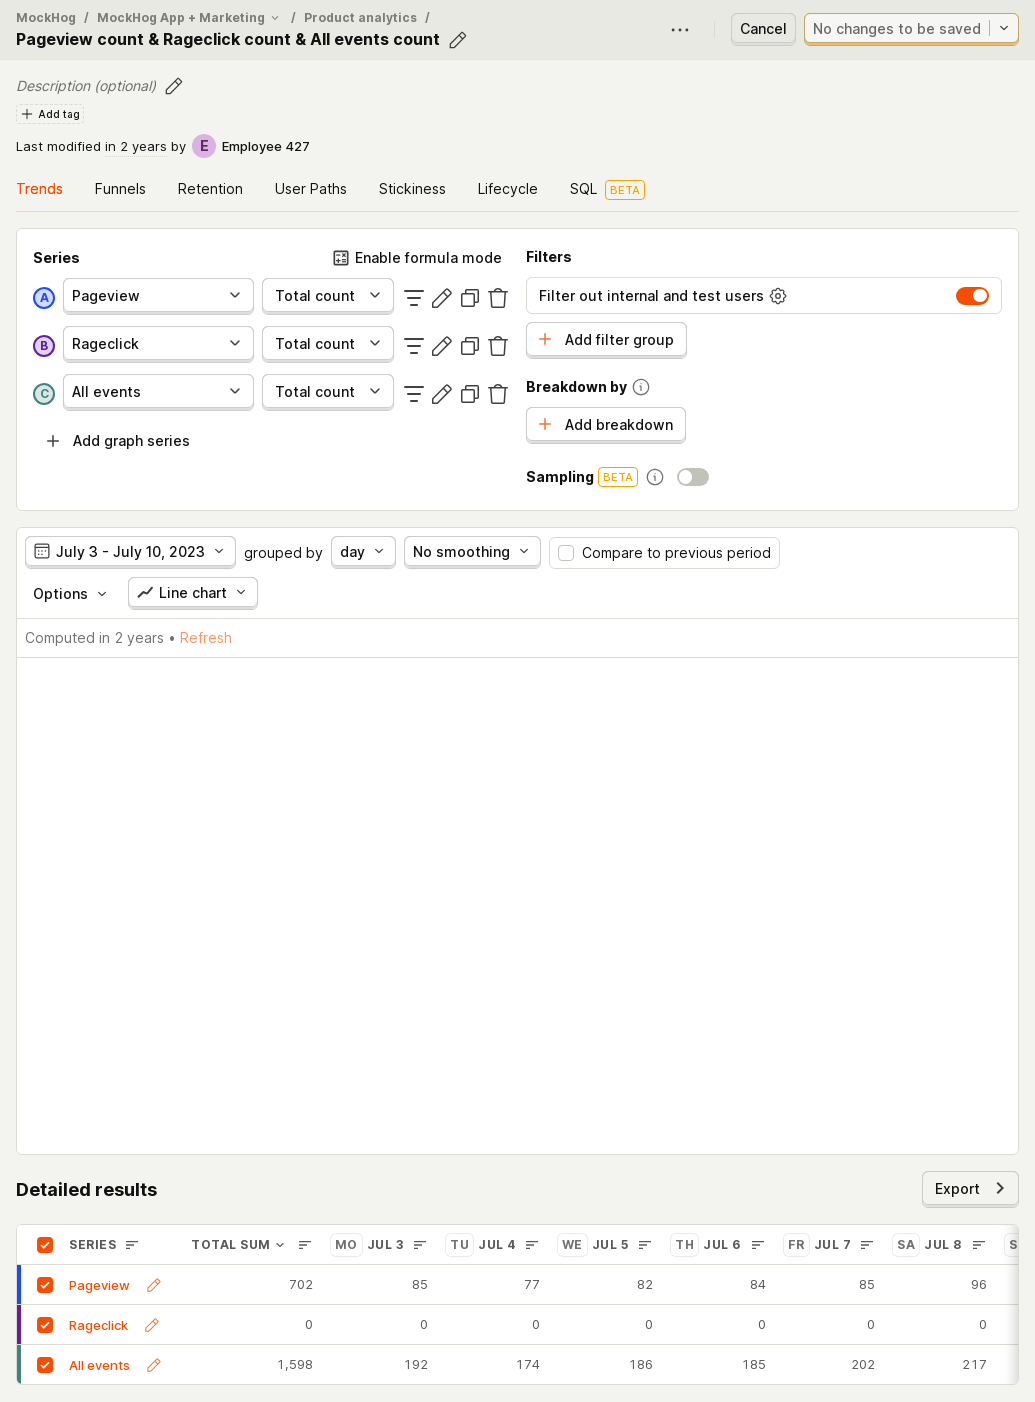 MockHog / MockHog App + Marketing / Product analytics /
Pageview count & Rageclick count & All events count
Cancel
No changes to be saved
Description (optional)
Add tag
Last modified in 2 years by E Employee 427
Trends Funnels Retention User Paths Stickiness Lifecycle SQL BETA
Series
Enable formula mode
A Pageview Total count
B Rageclick Total count
C All events Total count
Add graph series
Filters
Filter out internal and test users
Add filter group
Breakdown by
Add breakdown
Sampling BETA
July 3 - July 10, 2023 grouped by day No smoothing Compare to previous period
Options Line chart
Computed in 2 years • Refresh
Detailed results
Export
SERIES TOTAL SUM MO JUL 3 TU JUL 4 WE JUL 5 TH JUL 6 FR JUL 7 SA JUL 8 S
Pageview 702 85 77 82 84 85 96
Rageclick 0 0 0 0 0 0 0
All events 1,598 192 174 186 185 202 217